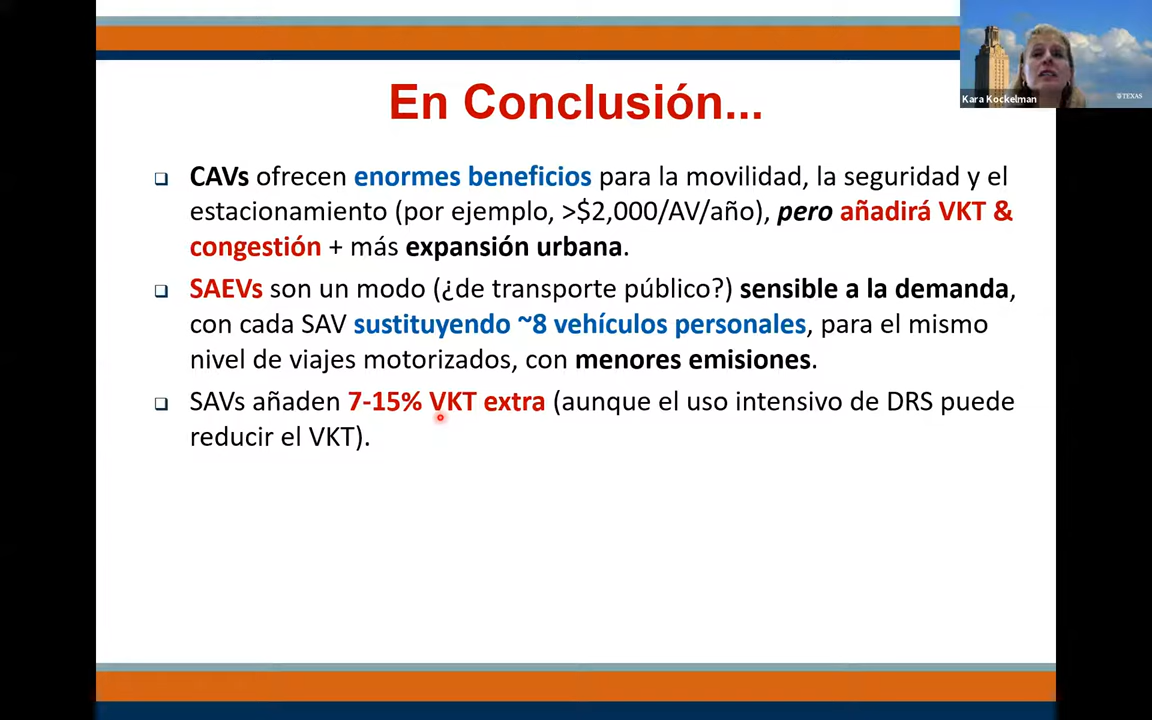 Kara Kockelman
TEXAS
En Conclusión...
❑ CAVs ofrecen enormes beneficios para la movilidad, la seguridad y el
estacionamiento (por ejemplo, >$2,000/AV/año), pero añadirá VKT &
congestión + más expansión urbana.
❑ SAEVs son un modo (¿de transporte público?) sensible a la demanda,
con cada SAV sustituyendo ~8 vehículos personales, para el mismo
nivel de viajes motorizados, con menores emisiones.
❑ SAVs añaden 7-15% VKT extra (aunque el uso intensivo de DRS puede
reducir el VKT).